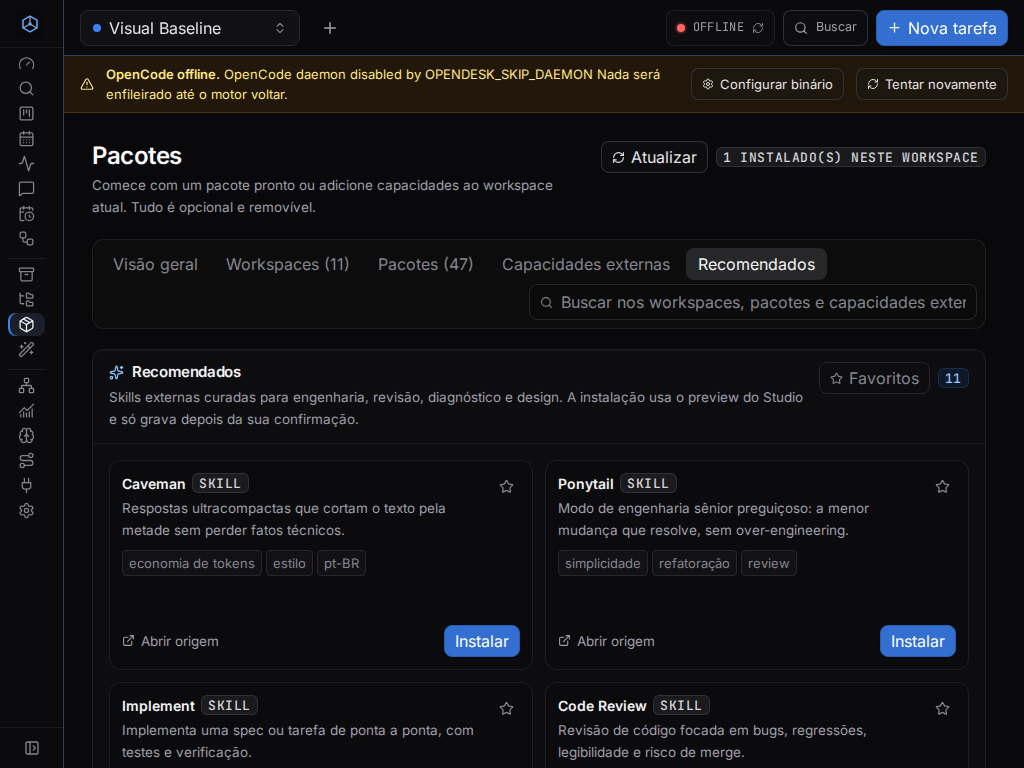 Visual Baseline
OFFLINE
Buscar
Nova tarefa
OpenCode offline. OpenCode daemon disabled by OPENDESK_SKIP_DAEMON Nada será
enfileirado até o motor voltar.
Configurar binário
Tentar novamente
Pacotes
Atualizar
1 INSTALADO(S) NESTE WORKSPACE
Comece com um pacote pronto ou adicione capacidades ao workspace
atual. Tudo é opcional e removível.
Visão geral
Workspaces (11)
Pacotes (47)
Capacidades externas
Recomendados
Buscar nos workspaces, pacotes e capacidades exter
Recomendados
Favoritos
11
Skills externas curadas para engenharia, revisão, diagnóstico e design. A instalação usa o preview do Studio
e só grava depois da sua confirmação.
Caveman SKILL
Respostas ultracompactas que cortam o texto pela
metade sem perder fatos técnicos.
economia de tokens
estilo
pt-BR
Abrir origem
Instalar
Ponytail SKILL
Modo de engenharia sênior preguiçoso: a menor
mudança que resolve, sem over-engineering.
simplicidade
refatoração
review
Abrir origem
Instalar
Implement SKILL
Implementa uma spec ou tarefa de ponta a ponta, com
testes e verificação.
Code Review SKILL
Revisão de código focada em bugs, regressões,
legibilidade e risco de merge.